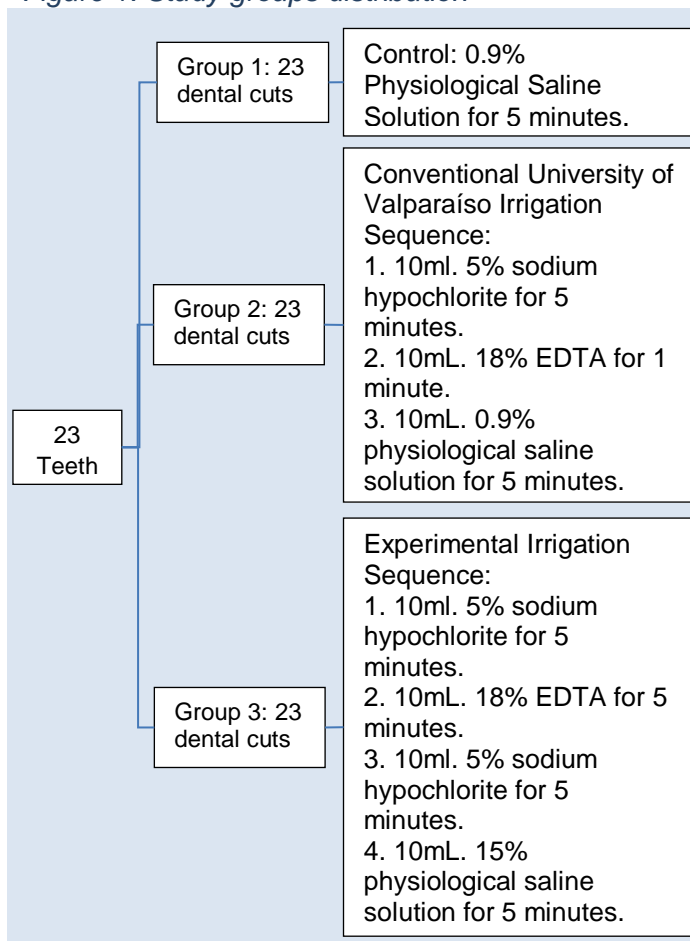 Figure 1. Study groups distribution
23
Teeth
Group 1: 23
dental cuts
Control: 0.9%
Physiological Saline
Solution for 5 minutes.
Group 2: 23
dental cuts
Conventional University of
Valparaíso Irrigation
Sequence:
1. 10ml. 5% sodium
hypochlorite for 5
minutes.
2. 10mL. 18% EDTA for 1
minute.
3. 10mL. 0.9%
physiological saline
solution for 5 minutes.
Group 3: 23
dental cuts
Experimental Irrigation
Sequence:
1. 10ml. 5% sodium
hypochlorite for 5
minutes.
2. 10mL. 18% EDTA for 5
minutes.
3. 10ml. 5% sodium
hypochlorite for 5
minutes.
4. 10mL. 15%
physiological saline
solution for 5 minutes.